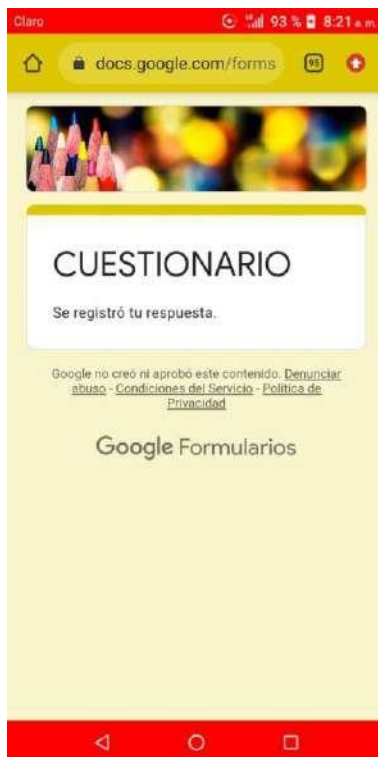 Claro 93 % 8:21 a. m.
docs.google.com/forms 95
CUESTIONARIO
Se registró tu respuesta.
Google no creó ni aprobó este contenido. Denunciar
abuso - Condiciones del Servicio - Política de
Privacidad
Google Formularios